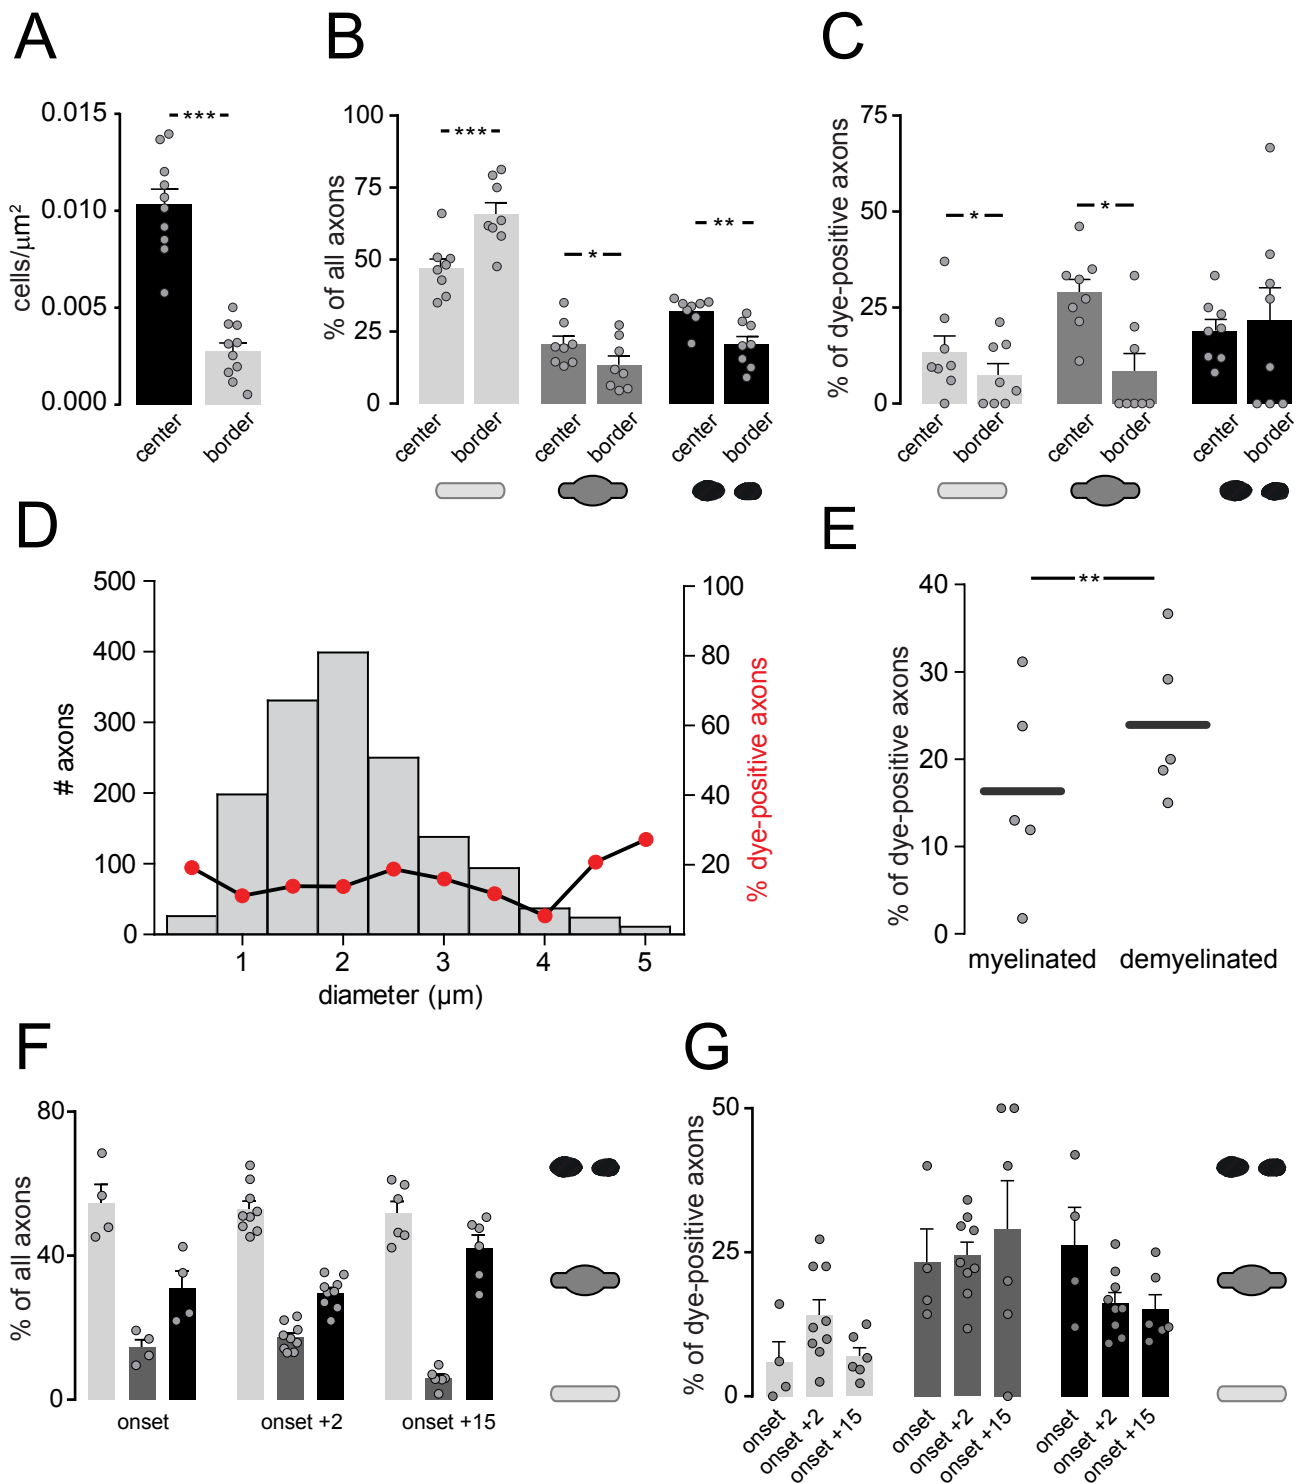 A
B
C
0.015
0.010
0.005
0.000
cells/µm²
***
center
border
100
75
50
25
0
% of all axons
***
*
**
center
border
center
border
center
border
75
50
25
0
% of dye-positive axons
*
*
center
border
center
border
center
border
D
E
500
400
300
200
100
0
# axons
100
80
60
40
20
% dye-positive axons
1
2
3
4
5
diameter (µm)
40
30
20
10
0
% of dye-positive axons
**
myelinated
demyelinated
F
G
80
40
0
% of all axons
onset
onset +2
onset +15
50
25
0
% of dye-positive axons
onset
onset +2
onset +15
onset
onset +2
onset +15
onset
onset +2
onset +15